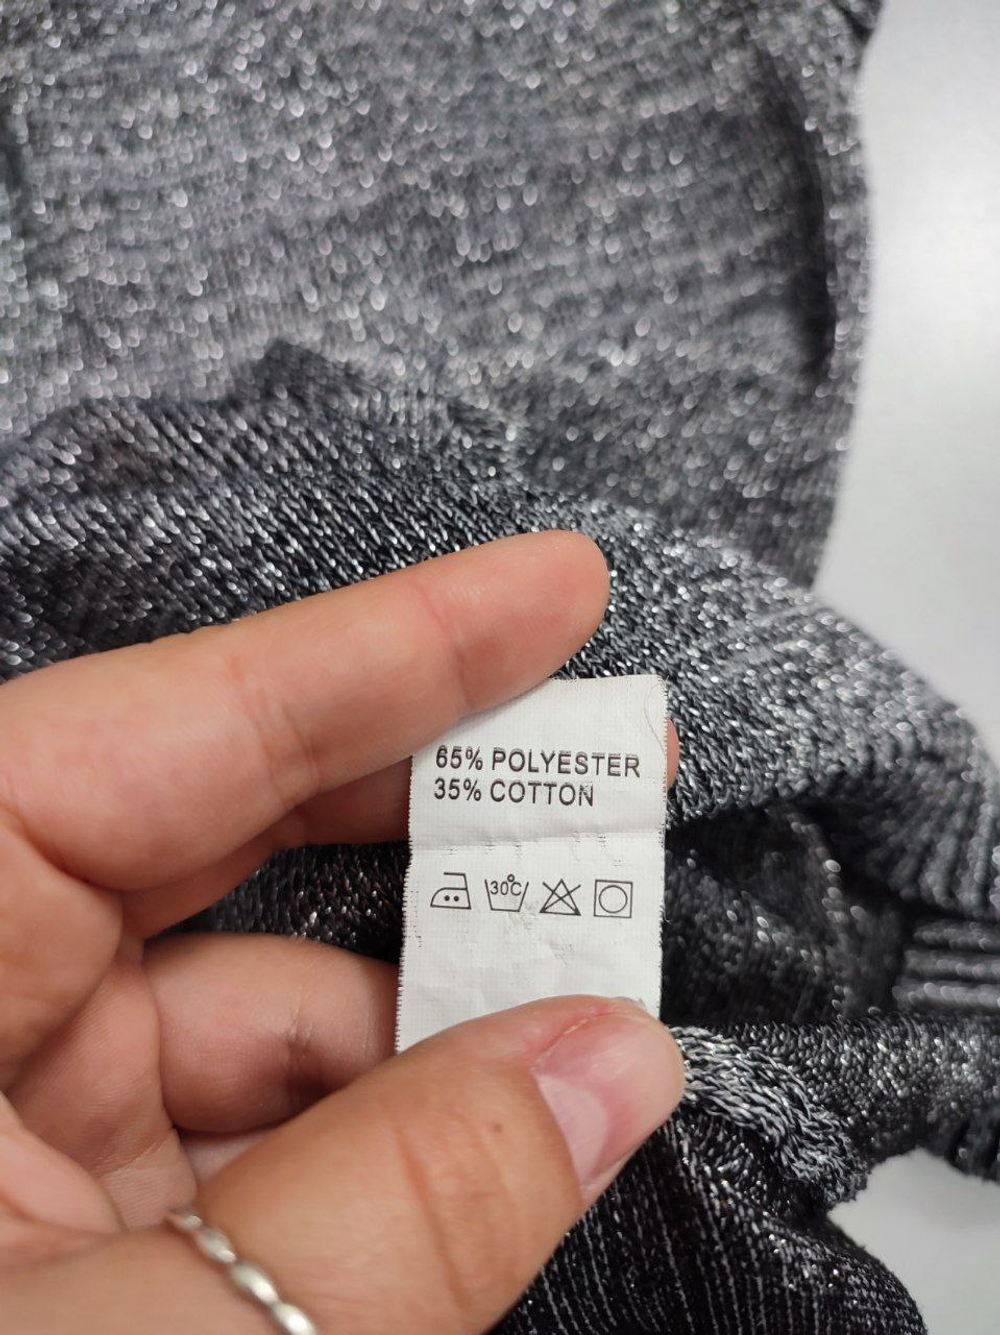 65% POLYESTER
35% COTTON
30°C